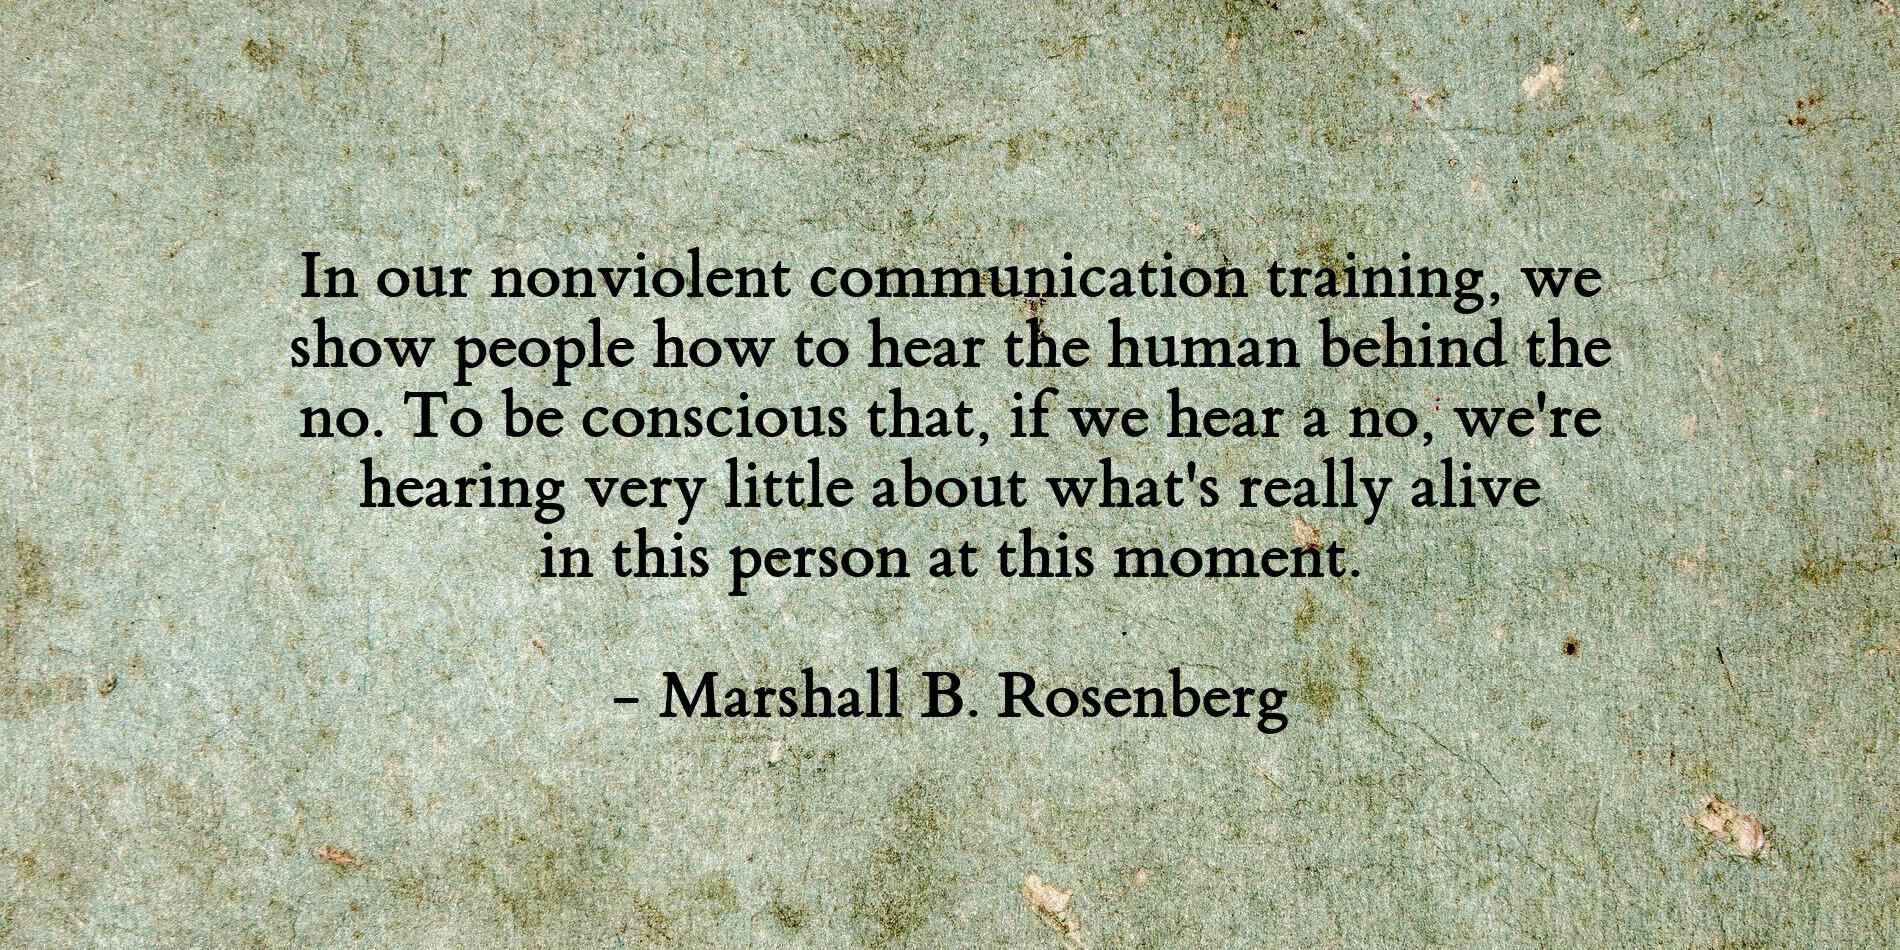 In our nonviolent communication training, we
show people how to hear the human behind the
no. To be conscious that, if we hear a no, we're
hearing very little about what's really alive
in this person at this moment.
- Marshall B. Rosenberg